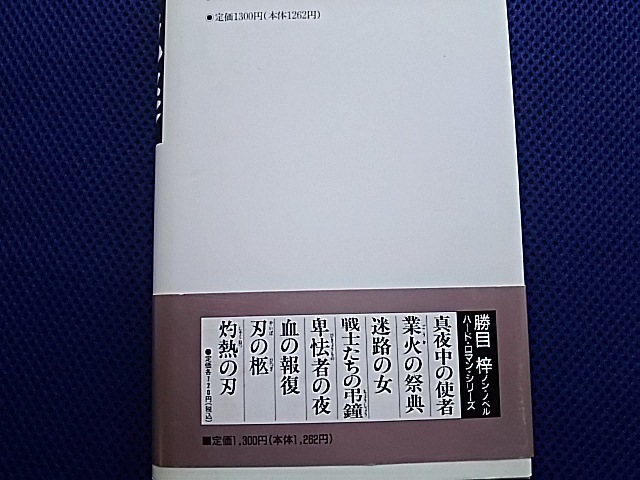 ●定価1300円(本体1262円)
勝目 梓 ノン・ノベル
ハード・ロマン・シリーズ
真夜中の使者
業火の祭典
迷路の女
戦士たちの弔鐘
卑怯者の夜
血の報復
刃の柩
灼熱の刃
■定価1,300円(本体1,262円)